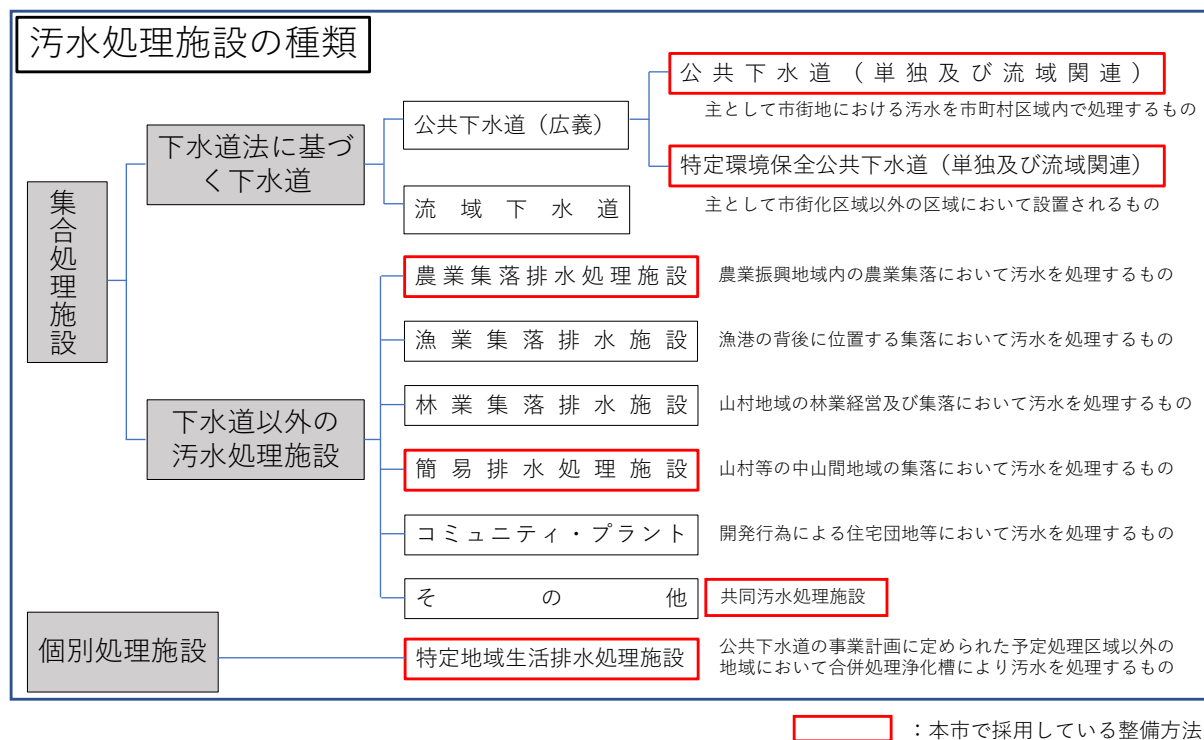 汚水処理施設の種類
集合処理施設
下水道法に基づ
く下水道
公共下水道（広義）
公共下水道（単独及び流域関連）
主として市街地における汚水を市町村区域内で処理するもの
特定環境保全公共下水道（単独及び流域関連）
主として市街化区域以外の区域において設置されるもの
流域下水道
下水道以外の
汚水処理施設
農業集落排水処理施設
農業振興地域内の農業集落において汚水を処理するもの
漁業集落排水施設
漁港の背後に位置する集落において汚水を処理するもの
林業集落排水施設
山村地域の林業経営及び集落において汚水を処理するもの
簡易排水処理施設
山村等の中山間地域の集落において汚水を処理するもの
コミュニティ・プラント
開発行為による住宅団地等において汚水を処理するもの
その他
共同汚水処理施設
個別処理施設
特定地域生活排水処理施設
公共下水道の事業計画に定められた予定処理区域以外の
地域において合併処理浄化槽により汚水を処理するもの
：本市で採用している整備方法